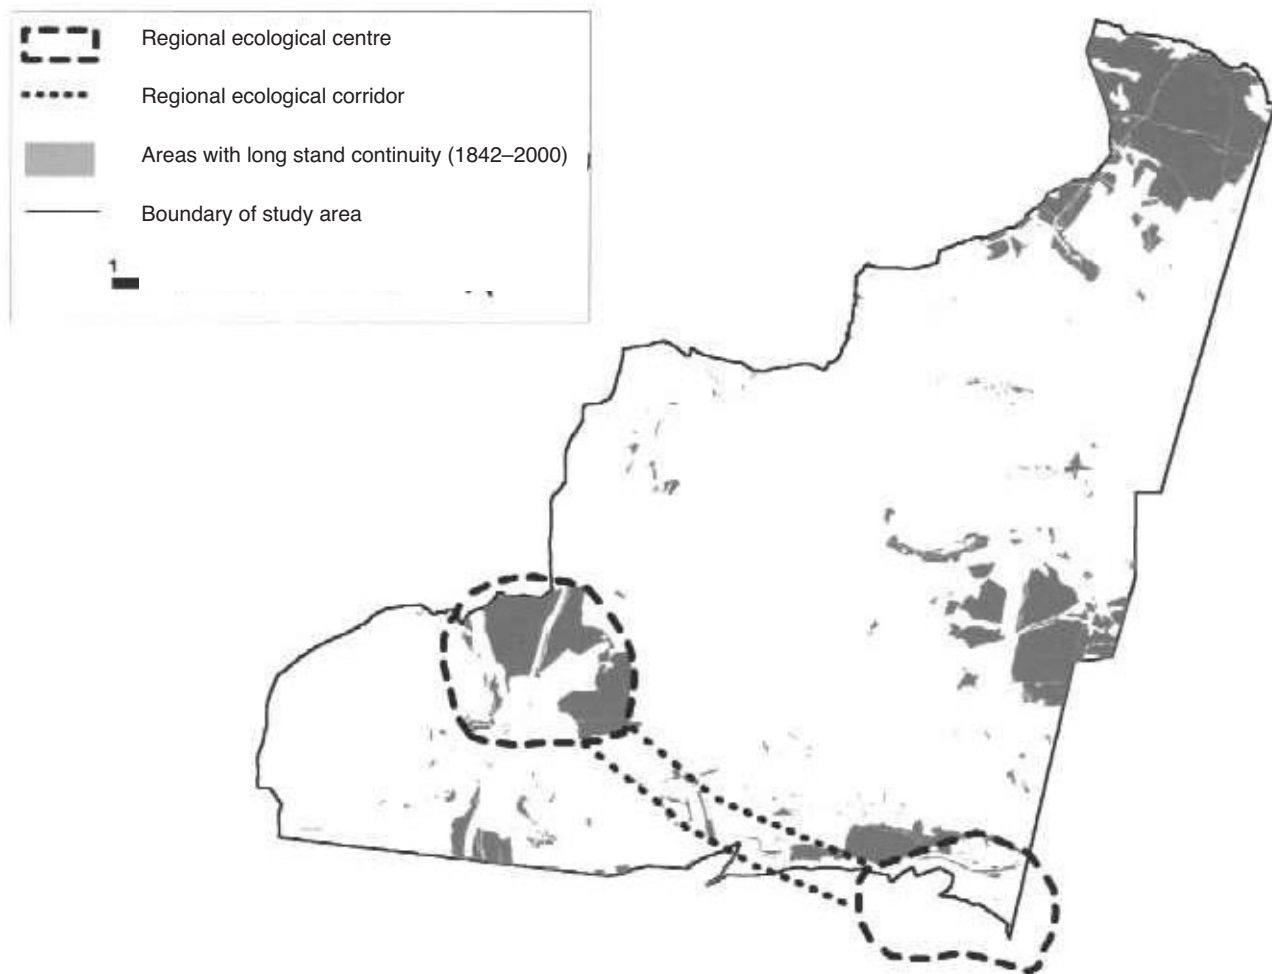 Regional ecological centre
Regional ecological corridor
Areas with long stand continuity (1842–2000)
Boundary of study area
1